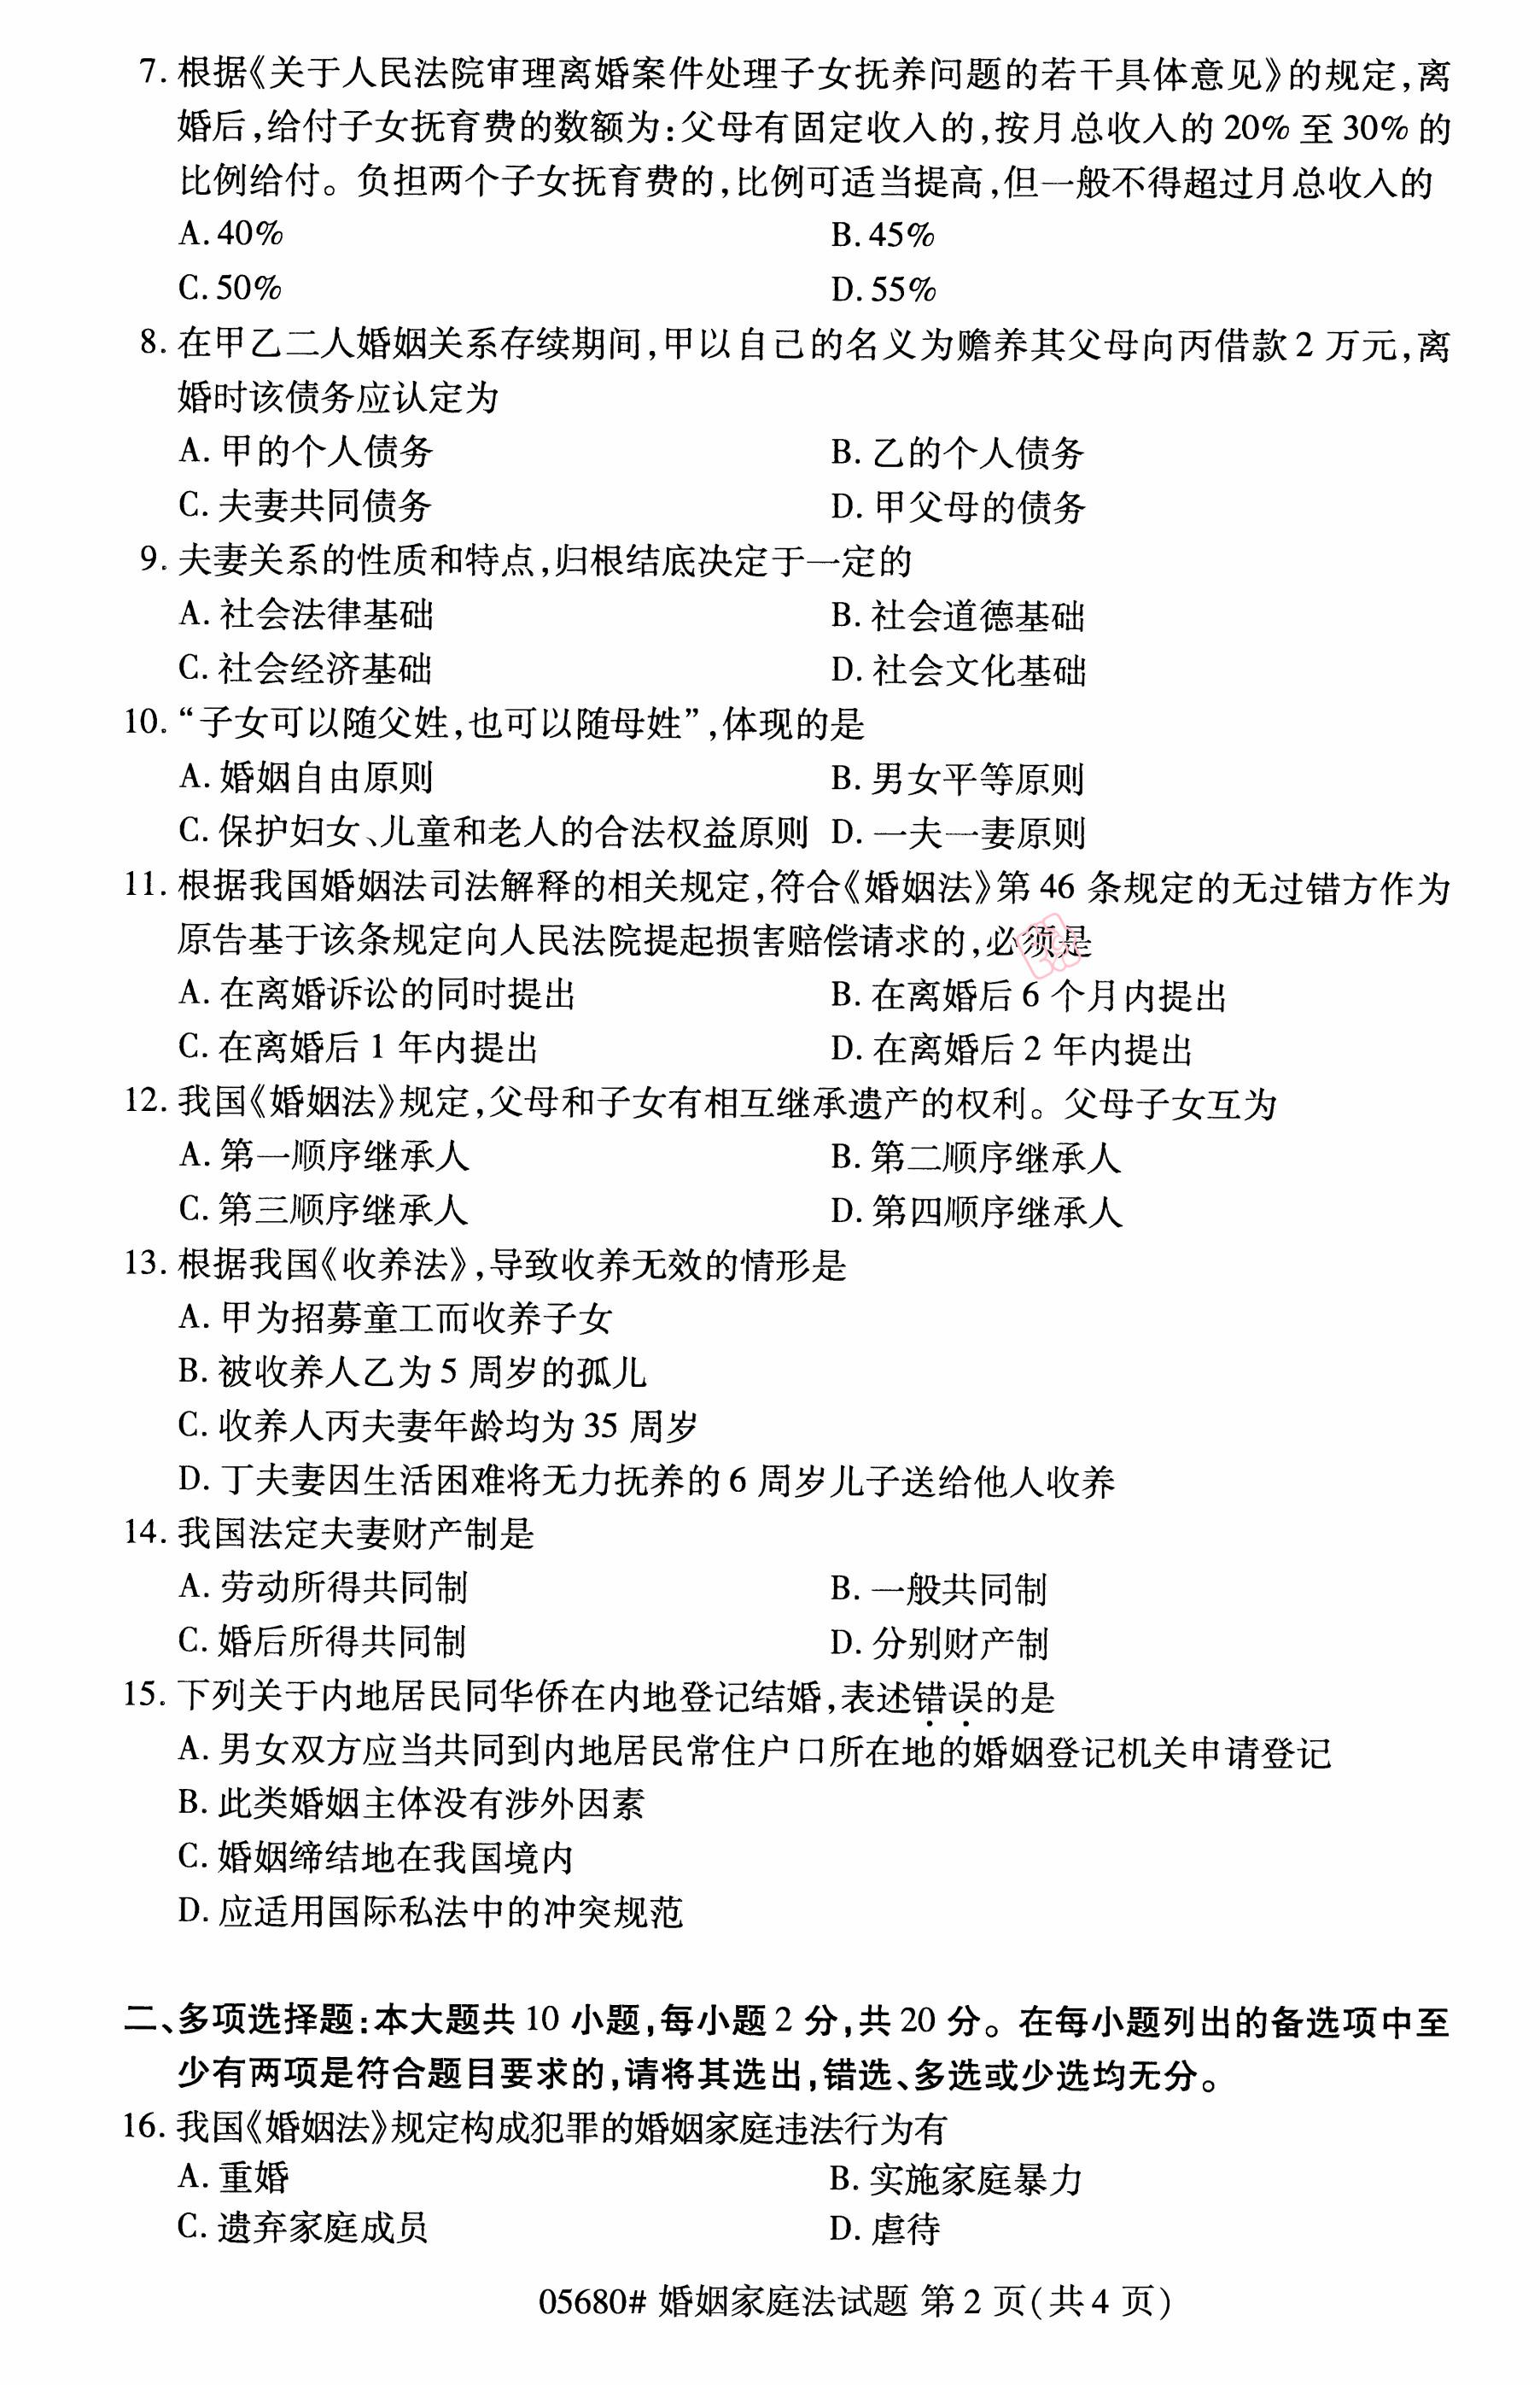 7. 根据《关于人民法院审理离婚案件处理子女抚养问题的若干具体意见》的规定,离
婚后,给付子女抚育费的数额为:父母有固定收入的,按月总收入的 20% 至 30% 的
比例给付。负担两个子女抚育费的,比例可适当提高,但一般不得超过月总收入的
A. 40% B. 45%
C. 50% D. 55%
8. 在甲乙二人婚姻关系存续期间,甲以自己的名义为赡养其父母向丙借款 2 万元,离
婚时该债务应认定为
A. 甲的个人债务 B. 乙的个人债务
C. 夫妻共同债务 D. 甲父母的债务
9. 夫妻关系的性质和特点,归根结底决定于一定的
A. 社会法律基础 B. 社会道德基础
C. 社会经济基础 D. 社会文化基础
10. “子女可以随父姓,也可以随母姓”,体现的是
A. 婚姻自由原则 B. 男女平等原则
C. 保护妇女、儿童和老人的合法权益原则 D. 一夫一妻原则
11. 根据我国婚姻法司法解释的相关规定,符合《婚姻法》第 46 条规定的无过错方作为
原告基于该条规定向人民法院提起损害赔偿请求的,必须是
A. 在离婚诉讼的同时提出 B. 在离婚后 6 个月内提出
C. 在离婚后 1 年内提出 D. 在离婚后 2 年内提出
12. 我国《婚姻法》规定,父母和子女有相互继承遗产的权利。父母子女互为
A. 第一顺序继承人 B. 第二顺序继承人
C. 第三顺序继承人 D. 第四顺序继承人
13. 根据我国《收养法》,导致收养无效的情形是
A. 甲为招募童工而收养子女
B. 被收养人乙为 5 周岁的孤儿
C. 收养人丙夫妻年龄均为 35 周岁
D. 丁夫妻因生活困难将无力抚养的 6 周岁儿子送给他人收养
14. 我国法定夫妻财产制是
A. 劳动所得共同制 B. 一般共同制
C. 婚后所得共同制 D. 分别财产制
15. 下列关于内地居民同华侨在内地登记结婚,表述错误的是
A. 男女双方应当共同到内地居民常住户口所在地的婚姻登记机关申请登记
B. 此类婚姻主体没有涉外因素
C. 婚姻缔结地在我国境内
D. 应适用国际私法中的冲突规范
二、多项选择题:本大题共 10 小题,每小题 2 分,共 20 分。在每小题列出的备选项中至
少有两项是符合题目要求的,请将其选出,错选、多选或少选均无分。
16. 我国《婚姻法》规定构成犯罪的婚姻家庭违法行为有
A. 重婚 B. 实施家庭暴力
C. 遗弃家庭成员 D. 虐待
05680# 婚姻家庭法试题 第 2 页(共 4 页)